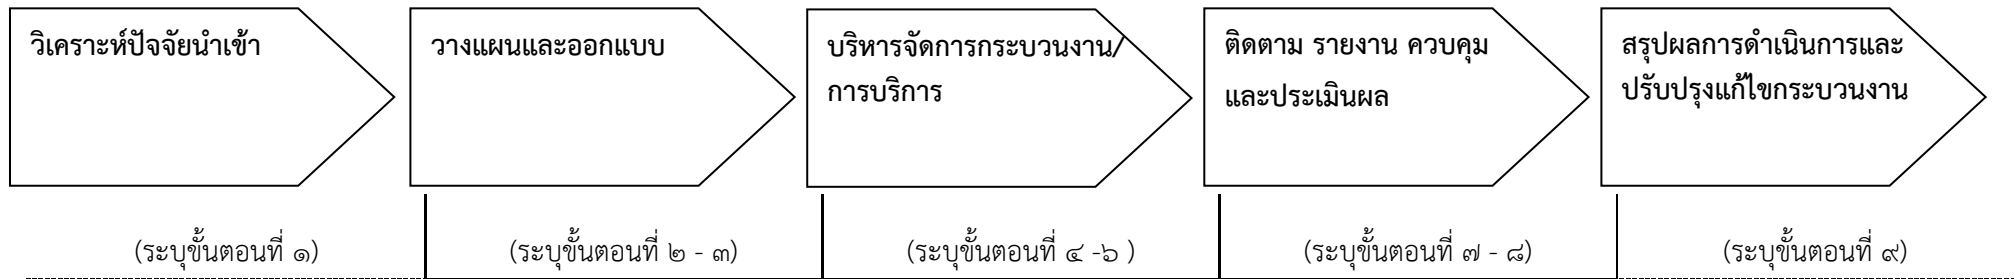 วิเคราะห์ปัจจัยนำเข้า
วางแผนและออกแบบ
บริหารจัดการกระบวนงาน/
การบริการ
ติดตาม รายงาน ควบคุม
และประเมินผล
สรุปผลการดำเนินการและ
ปรับปรุงแก้ไขกระบวนงาน
(ระบุขั้นตอนที่ ๑)
(ระบุขั้นตอนที่ ๒ - ๓)
(ระบุขั้นตอนที่ ๔ -๖ )
(ระบุขั้นตอนที่ ๗ - ๘)
(ระบุขั้นตอนที่ ๙)